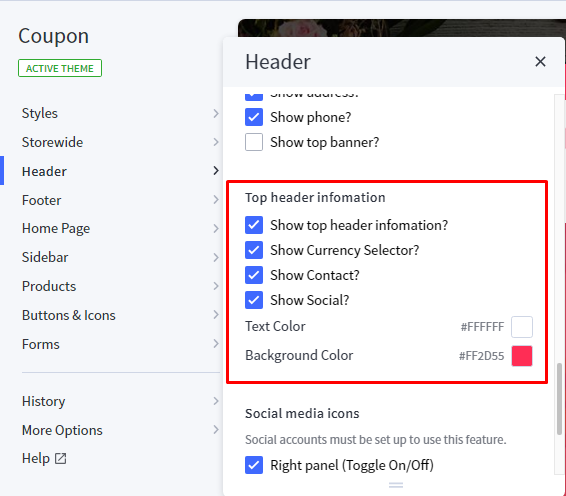 Coupon
ACTIVE THEME
Styles
Storewide
Header
Footer
Home Page
Sidebar
Products
Buttons & Icons
Forms
History
More Options
Help
Header
Show address?
Show phone?
Show top banner?
Top header infomation
Show top header infomation?
Show Currency Selector?
Show Contact?
Show Social?
Text Color #FFFFFF
Background Color #FF2D55
Social media icons
Social accounts must be set up to use this feature.
Right panel (Toggle On/Off)